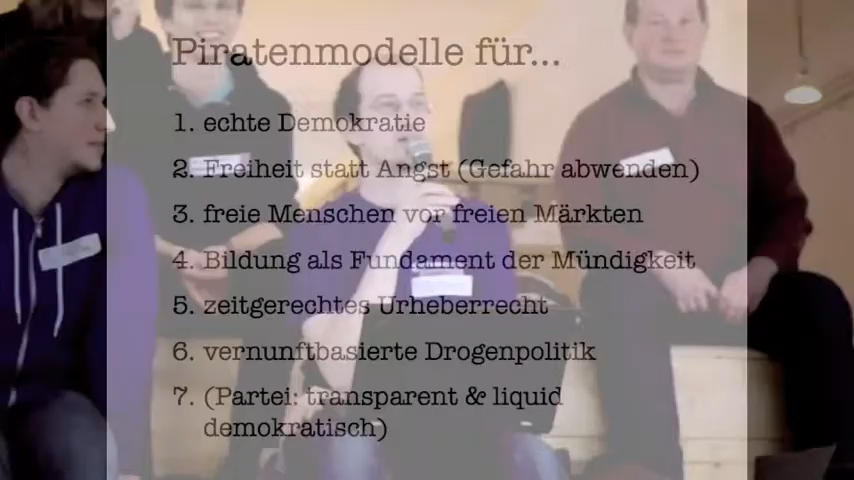 Piratenmodelle für...
1. echte Demokratie
2. Freiheit statt Angst (Gefahr abwenden)
3. freie Menschen vor freien Märkten
4. Bildung als Fundament der Mündigkeit
5. zeitgerechtes Urheberrecht
6. vernunftbasierte Drogenpolitik
7. (Partei: transparent & liquid
demokratisch)